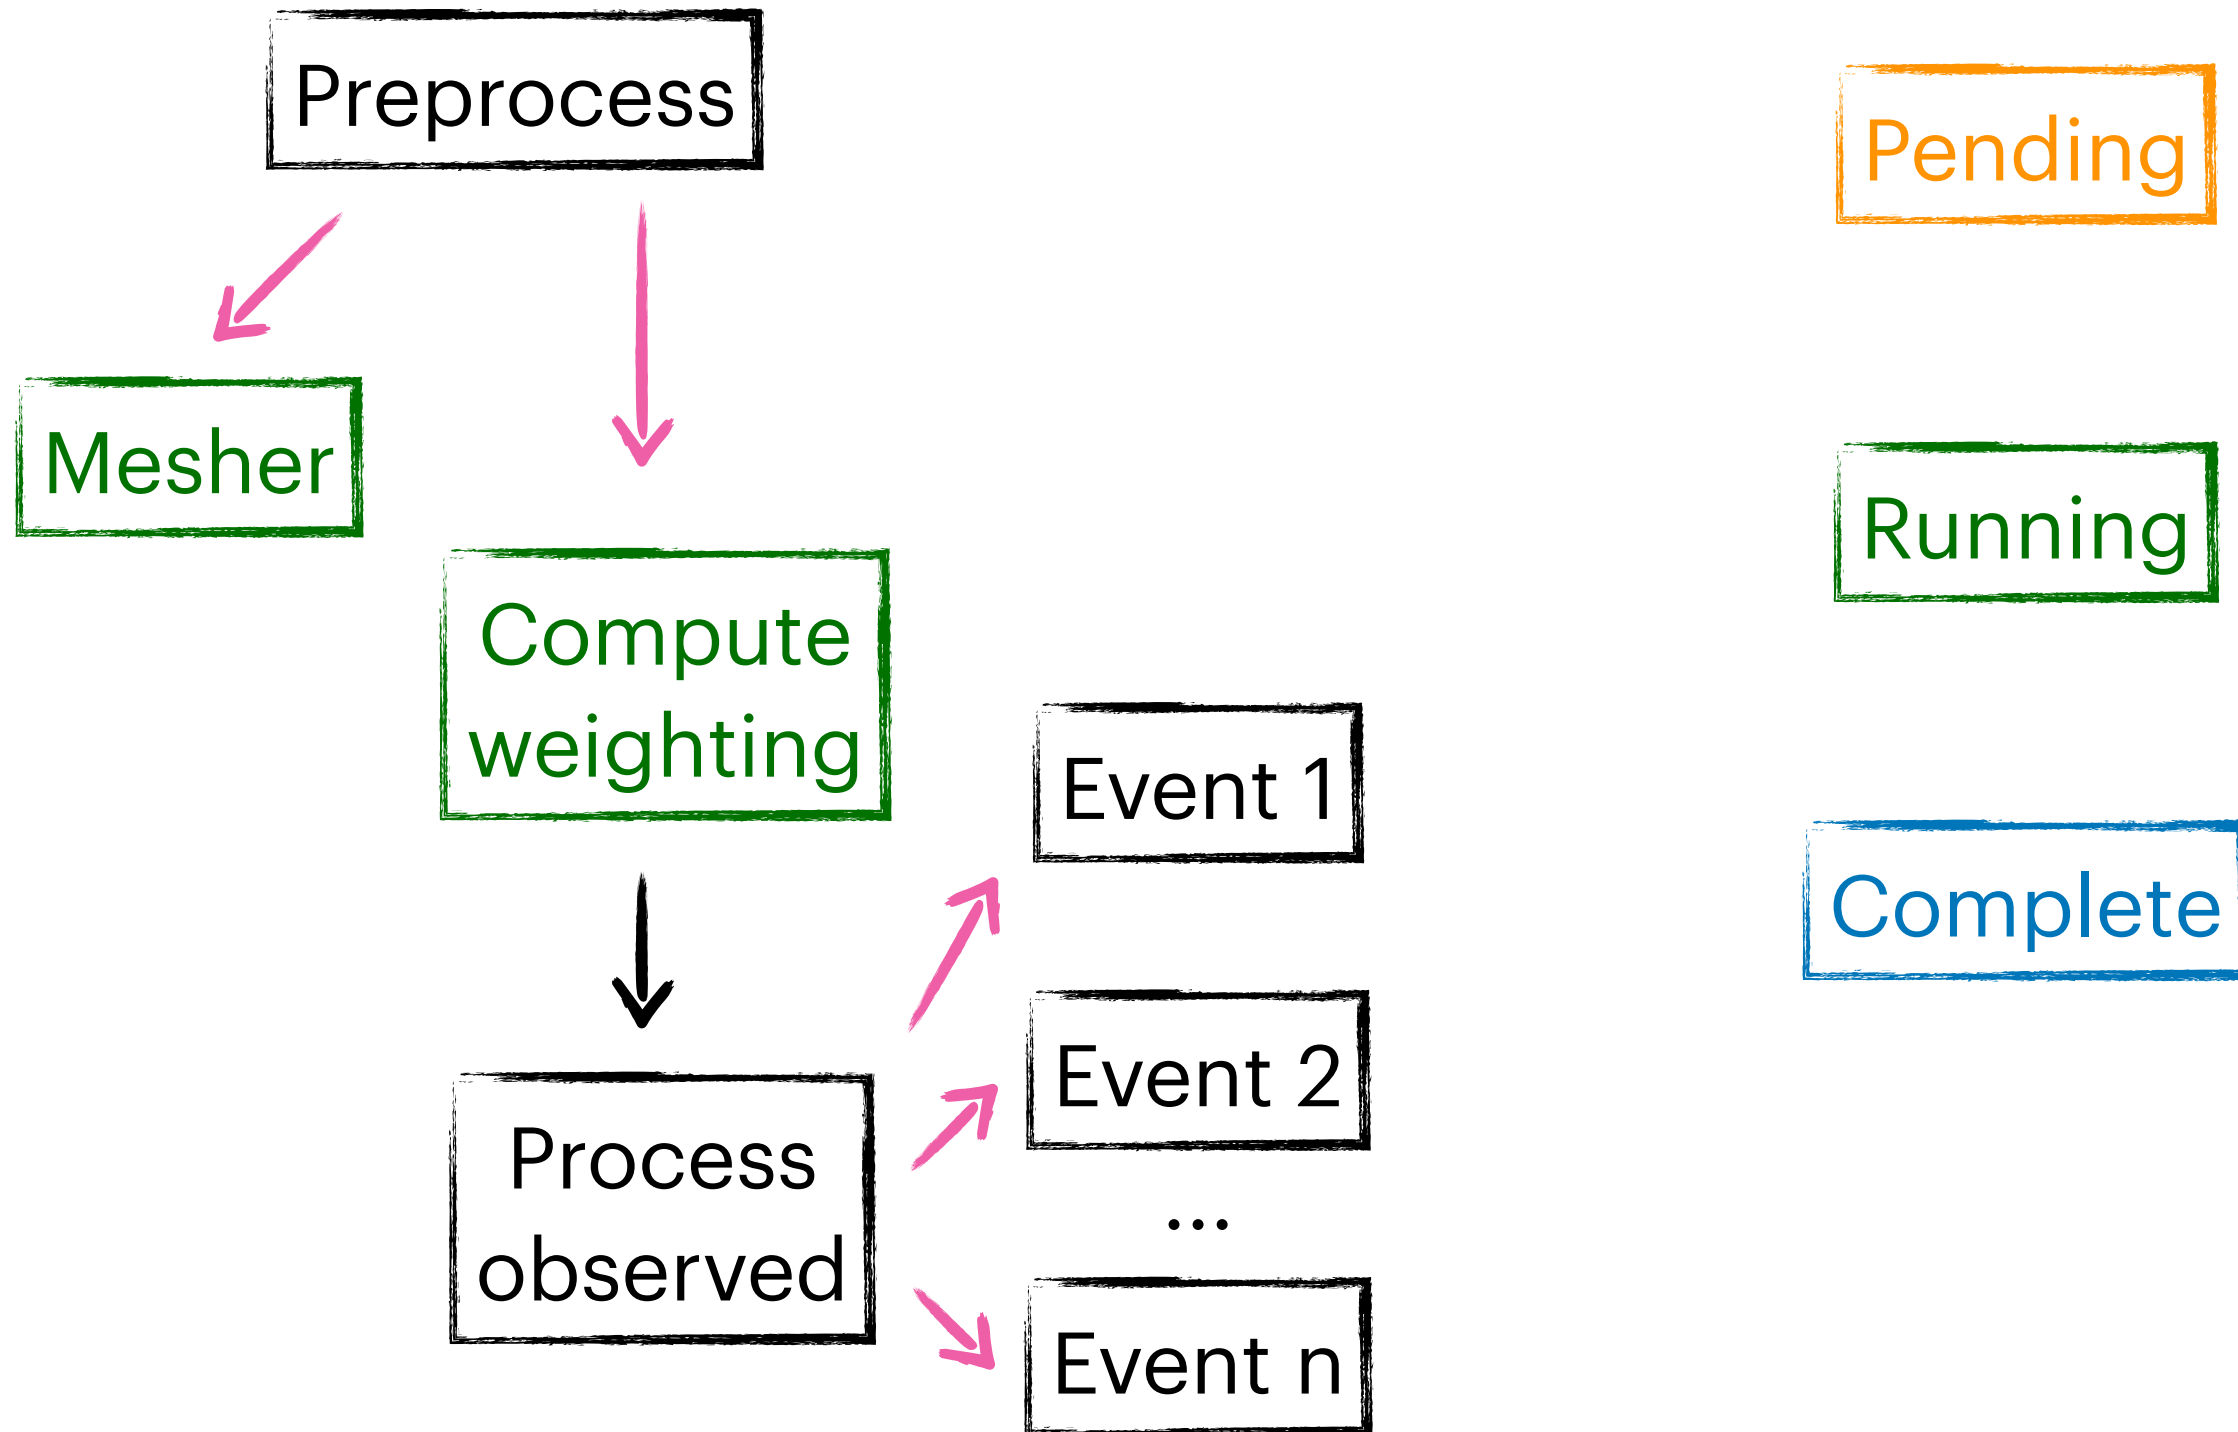 Preprocess
Pending
Mesher
Running
Compute
weighting
Event 1
Complete
Event 2
Process
observed
...
Event n